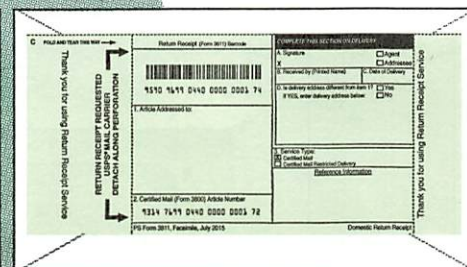 C FOLD AND TEAR THIS WAY
Thank you for using Return Receipt Service
RETURN RECEIPT REQUESTED
USPS® MAIL CARRIER
DETACH ALONG PERFORATION
Return Receipt (Form 3811) Barcode
9590 9699 0440 0000 0001 74
1. Article Addressed to:
2. Certified Mail (Form 3800) Article Number
9314 7699 0440 0000 0001 72
PS Form 3811, Facsimile, July 2015
COMPLETE THIS SECTION ON DELIVERY
A. Signature
X
Agent
Addressee
B. Received by (Printed Name)
C. Date of Delivery
D. Is delivery address different from item 1?
Yes
If YES, enter delivery address below:
No
3. Service Type:
Certified Mail
Certified Mail Restricted Delivery
Reference Information
Domestic Return Receipt
Thank you for using Return Receipt Service